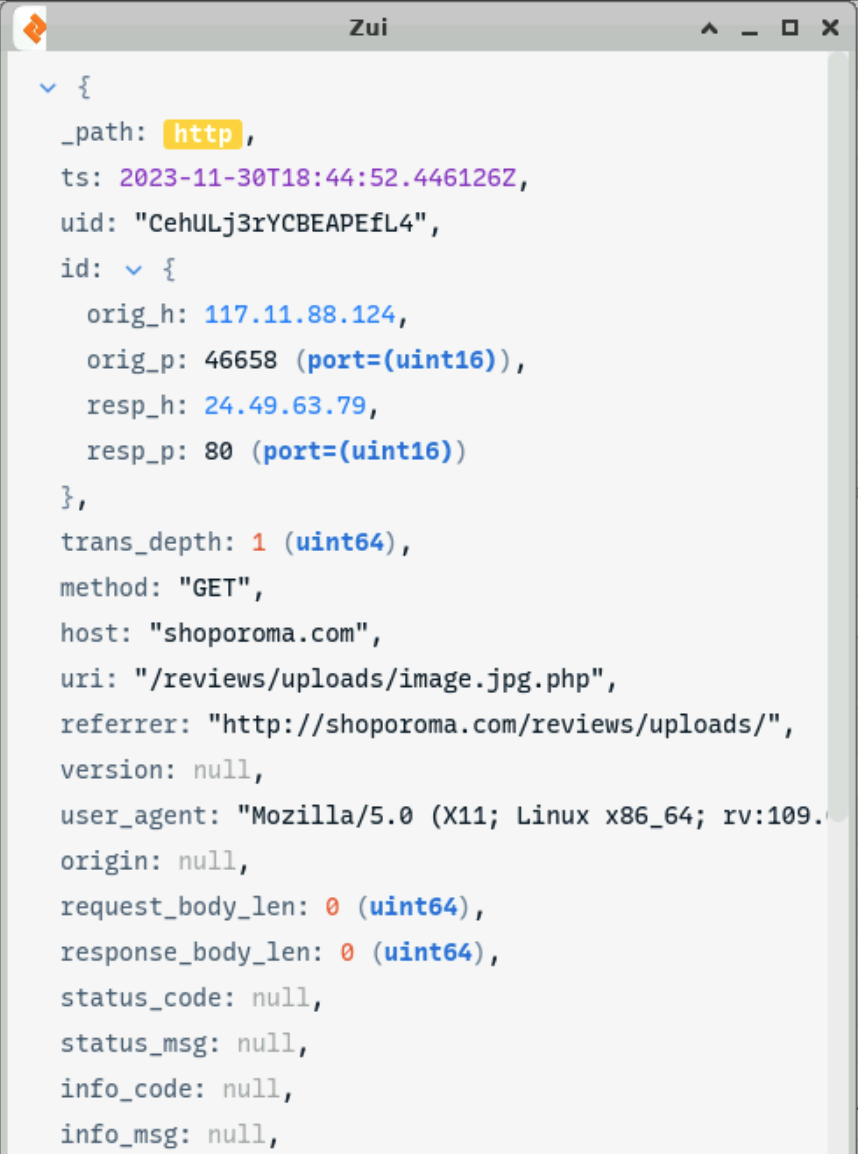 Zui
{
_path: http,
ts: 2023-11-30T18:44:52.446126Z,
uid: "CehULj3rYCBEAPEfL4",
id: {
orig_h: 117.11.88.124,
orig_p: 46658 (port=(uint16)),
resp_h: 24.49.63.79,
resp_p: 80 (port=(uint16))
},
trans_depth: 1 (uint64),
method: "GET",
host: "shoporoma.com",
uri: "/reviews/uploads/image.jpg.php",
referrer: "http://shoporoma.com/reviews/uploads/",
version: null,
user_agent: "Mozilla/5.0 (X11; Linux x86_64; rv:109.
origin: null,
request_body_len: 0 (uint64),
response_body_len: 0 (uint64),
status_code: null,
status_msg: null,
info_code: null,
info_msg: null,